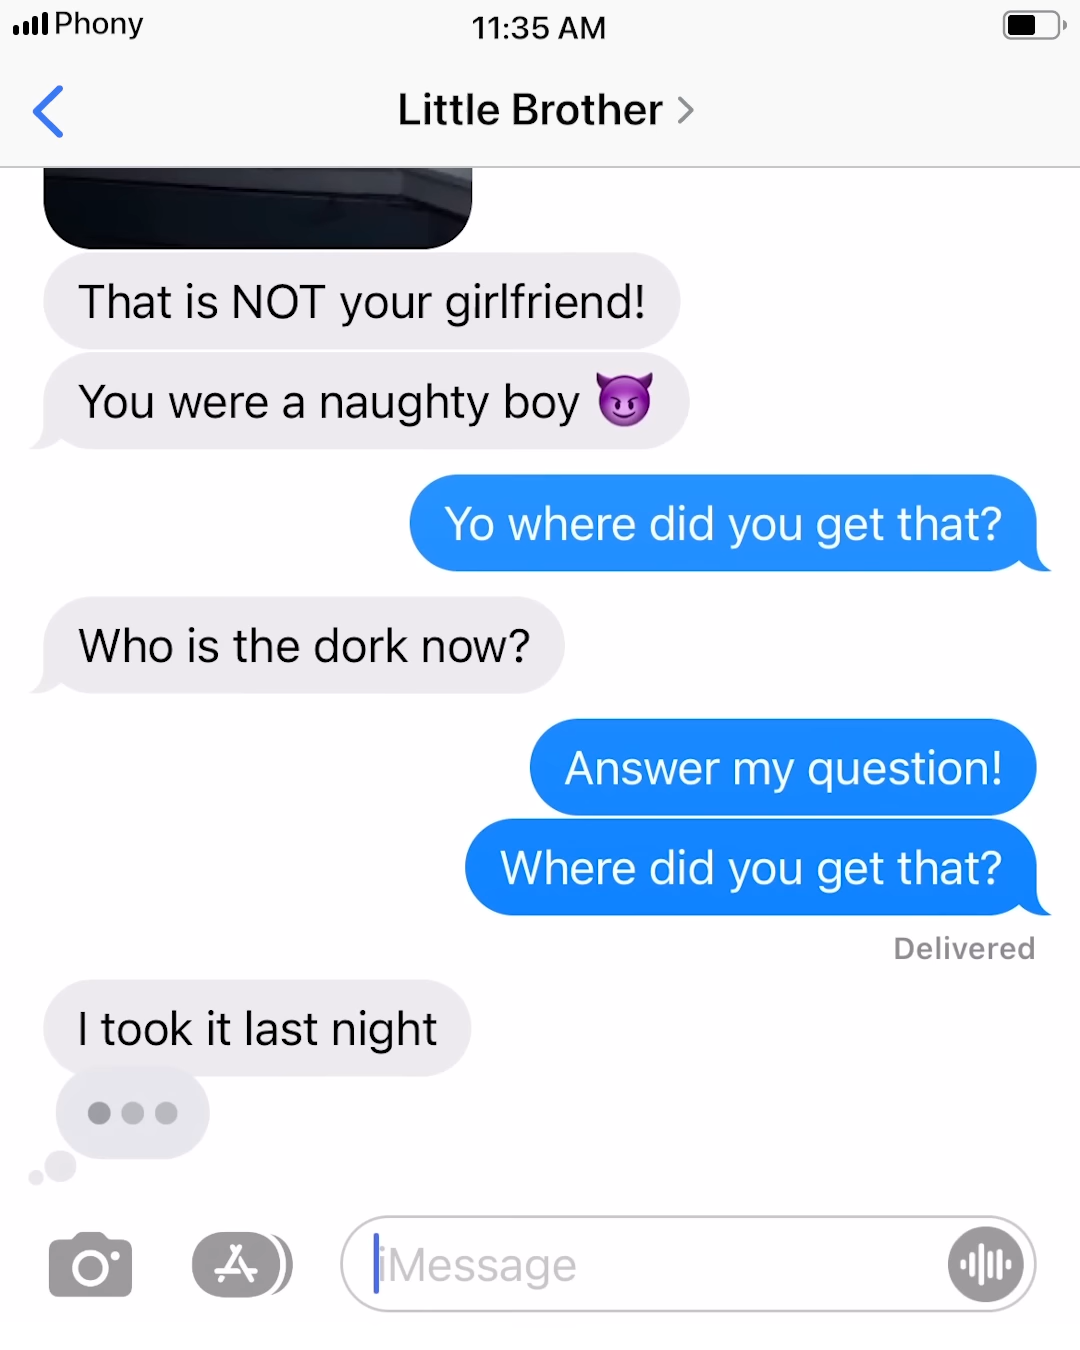 Phony
11:35 AM
Little Brother
That is NOT your girlfriend!
You were a naughty boy 😈
Yo where did you get that?
Who is the dork now?
Answer my question!
Where did you get that?
Delivered
I took it last night
iMessage